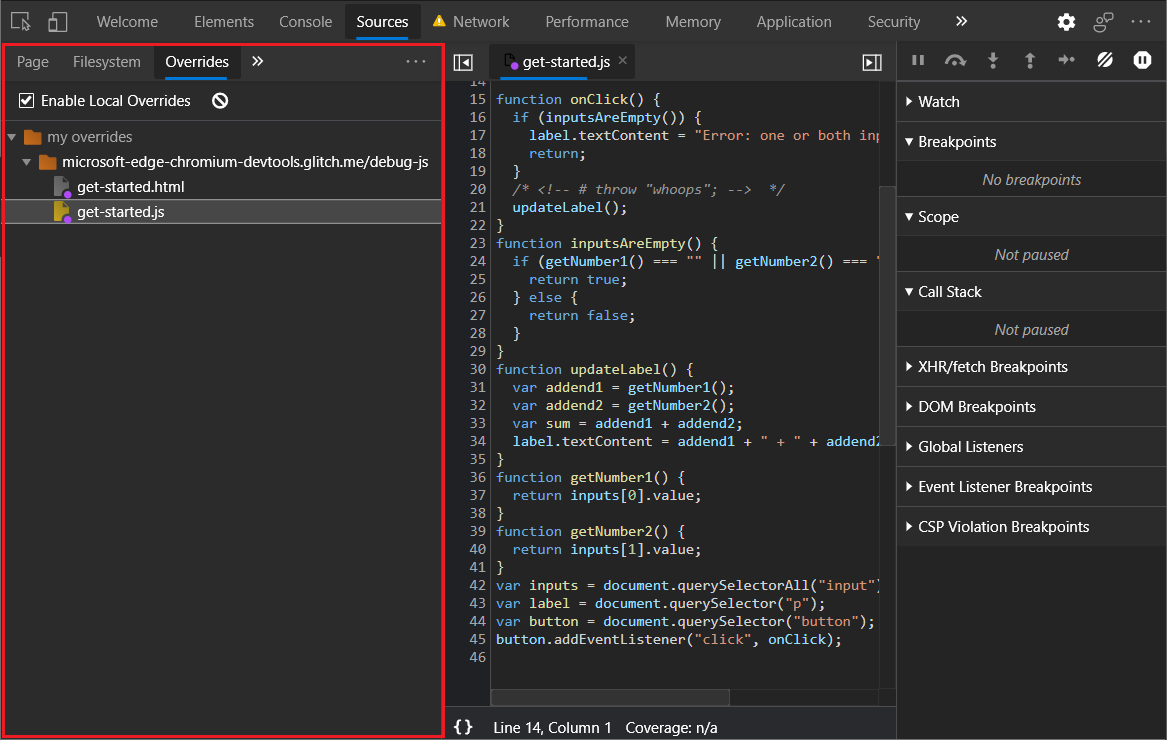 Welcome Elements Console Sources Network Performance Memory Application Security
Page Filesystem Overrides
Enable Local Overrides
my overrides
microsoft-edge-chromium-devtools.glitch.me/debug-js
get-started.html
get-started.js
get-started.js
14
15 function onClick() {
16 if (inputsAreEmpty()) {
17 label.textContent = "Error: one or both inp
18 return;
19 }
20 /* <!-- # throw "whoops"; --> */
21 updateLabel();
22 }
23 function inputsAreEmpty() {
24 if (getNumber1() === "" || getNumber2() === "
25 return true;
26 } else {
27 return false;
28 }
29 }
30 function updateLabel() {
31 var addend1 = getNumber1();
32 var addend2 = getNumber2();
33 var sum = addend1 + addend2;
34 label.textContent = addend1 + " + " + addend2
35 }
36 function getNumber1() {
37 return inputs[0].value;
38 }
39 function getNumber2() {
40 return inputs[1].value;
41 }
42 var inputs = document.querySelectorAll("input")
43 var label = document.querySelector("p");
44 var button = document.querySelector("button");
45 button.addEventListener("click", onClick);
46
{} Line 14, Column 1 Coverage: n/a
Watch
Breakpoints
No breakpoints
Scope
Not paused
Call Stack
Not paused
XHR/fetch Breakpoints
DOM Breakpoints
Global Listeners
Event Listener Breakpoints
CSP Violation Breakpoints